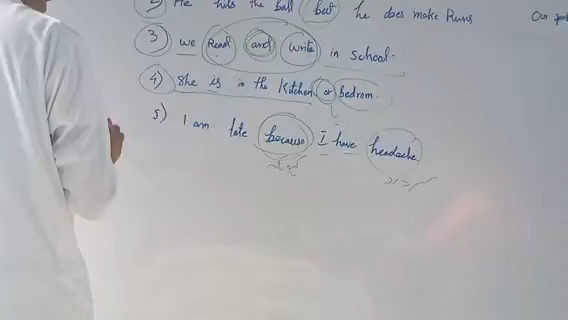 2) He hits the ball but he does make Runs
Our
3) we Read and write in school.
4) She is in the Kitchen or bedrom
5) I am late because I have headache.